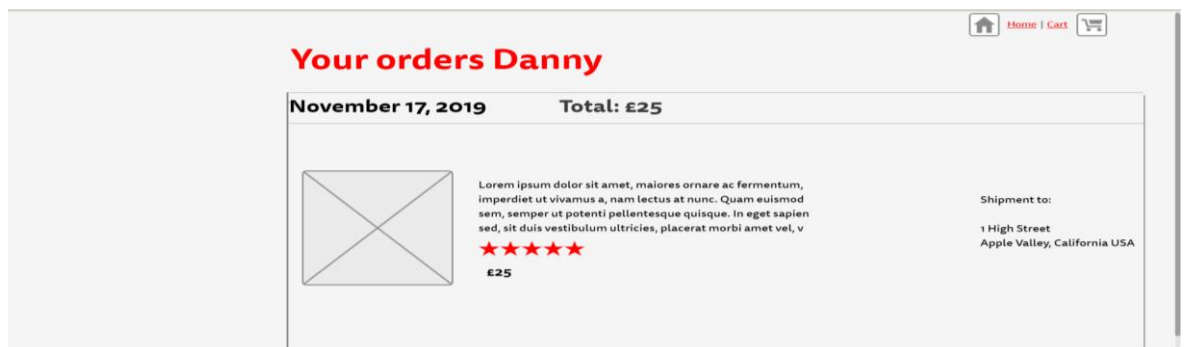 Home | Cart
Your orders Danny
November 17, 2019 Total: £25
Lorem ipsum dolor sit amet, maiores ornare ac fermentum,
imperdiet ut vivamus a, nam lectus at nunc. Quam euismod
sem, semper ut potenti pellentesque quisque. In eget sapien
sed, sit duis vestibulum ultricies, placerat morbi amet vel, v
£25
Shipment to:
1 High Street
Apple Valley, California USA